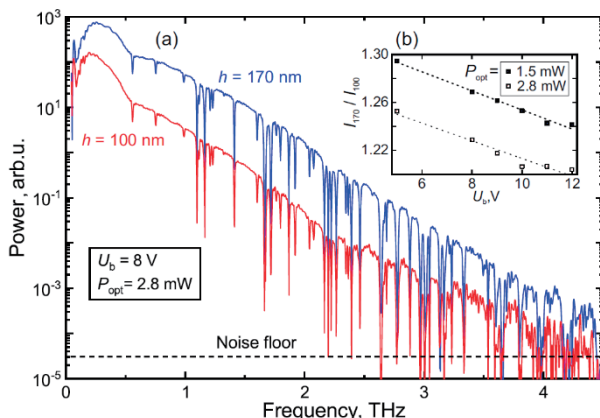 (a)
(b)
P_opt =
■ 1.5 mW
□ 2.8 mW
1.30
1.26
1.22
I_170 / I_100
6 8 10 12
U_b, V
h = 170 nm
h = 100 nm
U_b = 8 V
P_opt = 2.8 mW
Noise floor
Power, arb.u.
10^3
10^1
10^-1
10^-3
10^-5
0 1 2 3 4
Frequency, THz